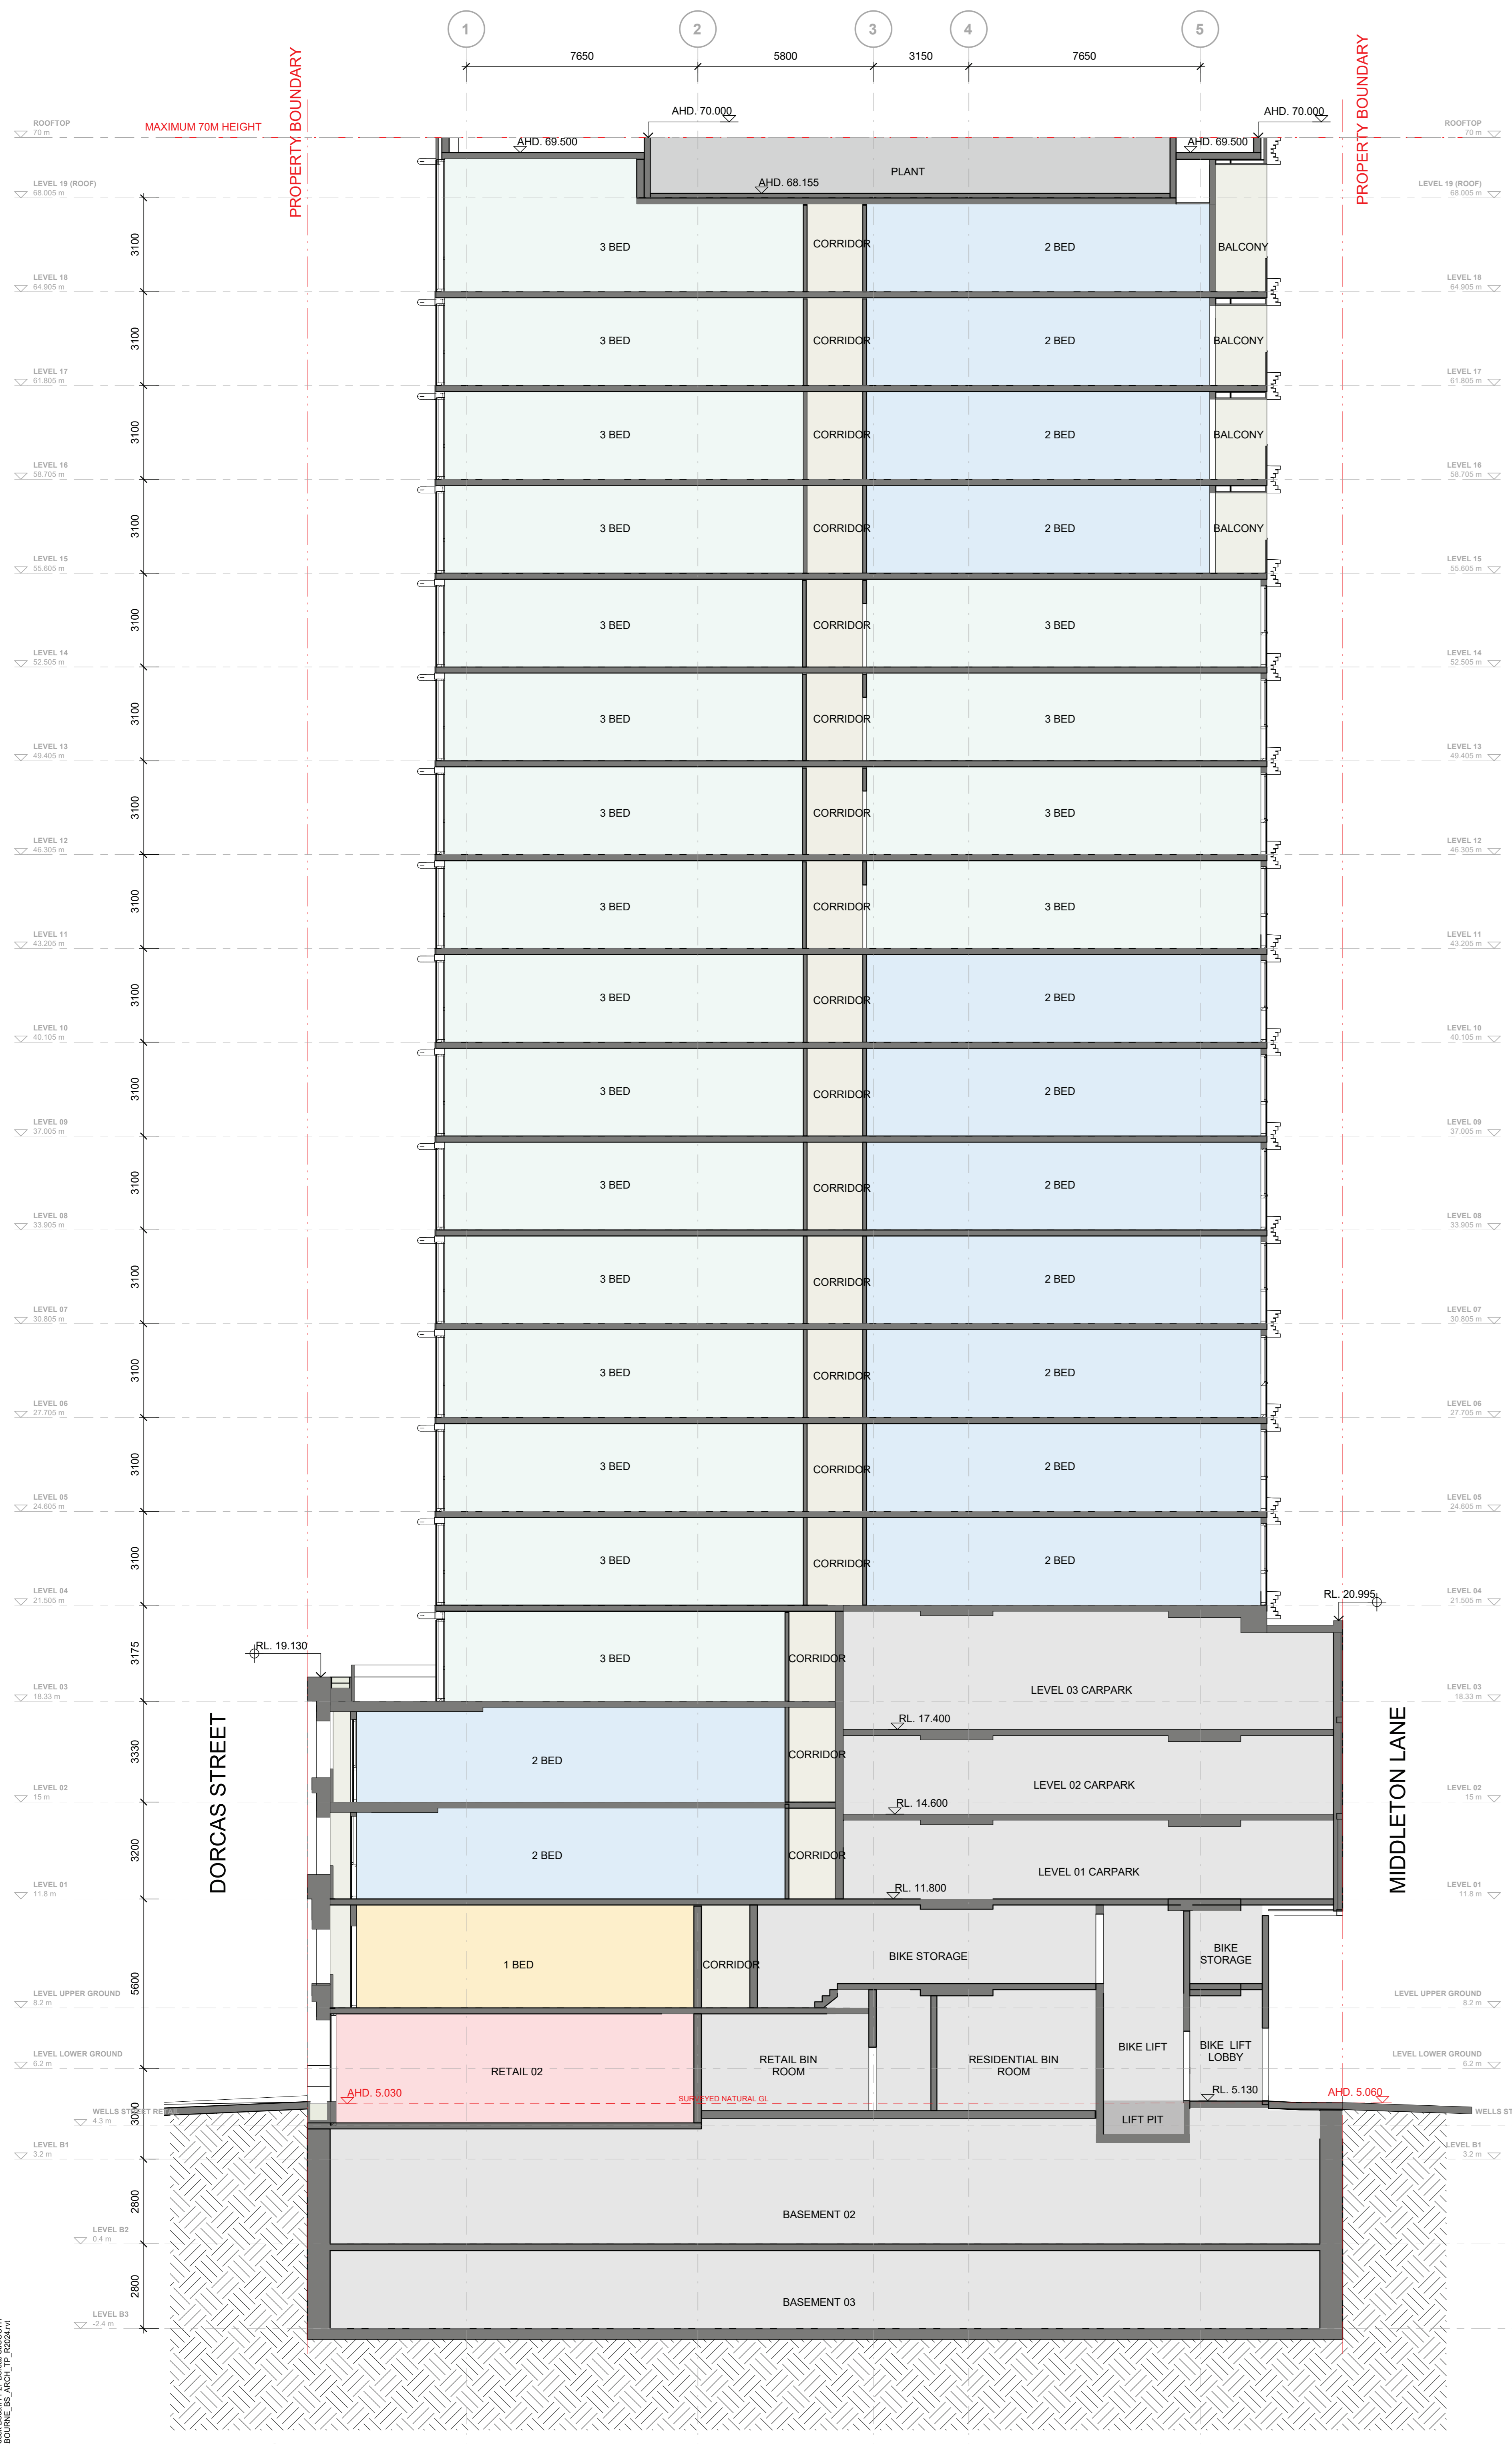 1
2
3
4
5
7650
5800
3150
7650
PROPERTY BOUNDARY
PROPERTY BOUNDARY
AHD. 70.000
AHD. 70.000
MAXIMUM 70M HEIGHT
ROOFTOP
70 m
ROOFTOP
70 m
AHD. 69.500
AHD. 69.500
PLANT
AHD. 68.155
LEVEL 19 (ROOF)
68.005 m
LEVEL 19 (ROOF)
68.005 m
3100
3 BED
CORRIDOR
2 BED
BALCONY
LEVEL 18
64.905 m
LEVEL 18
64.905 m
3100
3 BED
CORRIDOR
2 BED
BALCONY
LEVEL 17
61.805 m
LEVEL 17
61.805 m
3100
3 BED
CORRIDOR
2 BED
BALCONY
LEVEL 16
58.705 m
LEVEL 16
58.705 m
3100
3 BED
CORRIDOR
2 BED
BALCONY
LEVEL 15
55.605 m
LEVEL 15
55.605 m
3100
3 BED
CORRIDOR
3 BED
LEVEL 14
52.505 m
LEVEL 14
52.505 m
3100
3 BED
CORRIDOR
3 BED
LEVEL 13
49.405 m
LEVEL 13
49.405 m
3100
3 BED
CORRIDOR
3 BED
LEVEL 12
46.305 m
LEVEL 12
46.305 m
3100
3 BED
CORRIDOR
3 BED
LEVEL 11
43.205 m
LEVEL 11
43.205 m
3100
3 BED
CORRIDOR
2 BED
LEVEL 10
40.105 m
LEVEL 10
40.105 m
3100
3 BED
CORRIDOR
2 BED
LEVEL 09
37.005 m
LEVEL 09
37.005 m
3100
3 BED
CORRIDOR
2 BED
LEVEL 08
33.905 m
LEVEL 08
33.905 m
3100
3 BED
CORRIDOR
2 BED
LEVEL 07
30.805 m
LEVEL 07
30.805 m
3100
3 BED
CORRIDOR
2 BED
LEVEL 06
27.705 m
LEVEL 06
27.705 m
3100
3 BED
CORRIDOR
2 BED
LEVEL 05
24.605 m
LEVEL 05
24.605 m
3100
3 BED
CORRIDOR
2 BED
LEVEL 04
21.505 m
LEVEL 04
21.505 m
RL. 20.995
RL. 19.130
3175
3 BED
CORRIDOR
LEVEL 03 CARPARK
LEVEL 03
18.33 m
LEVEL 03
18.33 m
RL. 17.400
DORCAS STREET
MIDDLETON LANE
3330
2 BED
CORRIDOR
LEVEL 02 CARPARK
LEVEL 02
15 m
LEVEL 02
15 m
RL. 14.600
3200
2 BED
CORRIDOR
LEVEL 01 CARPARK
LEVEL 01
11.8 m
LEVEL 01
11.8 m
RL. 11.800
5600
1 BED
CORRIDOR
BIKE STORAGE
BIKE
STORAGE
LEVEL UPPER GROUND
8.2 m
LEVEL UPPER GROUND
8.2 m
RETAIL 02
RETAIL BIN
ROOM
RESIDENTIAL BIN
ROOM
BIKE LIFT
BIKE LIFT
LOBBY
LEVEL LOWER GROUND
6.2 m
LEVEL LOWER GROUND
6.2 m
AHD. 5.030
SURVEYED NATURAL GL
RL. 5.130
AHD. 5.060
3000
WELLS STREET RETAIL
4.3 m
WELLS ST
LIFT PIT
LEVEL B1
3.2 m
LEVEL B1
3.2 m
2800
BASEMENT 02
LEVEL B2
0.4 m
2800
BASEMENT 03
LEVEL B3
-2.4 m
BOURNE_BS_ARCH_TP_R2024.rvt